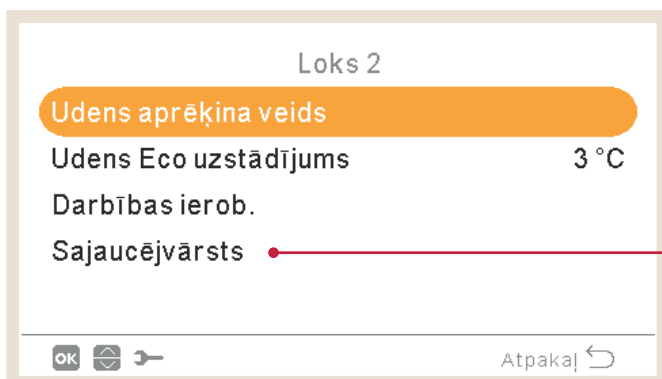 Loks 2
Udens aprēķina veids
Udens Eco uzstādījums 3 °C
Darbības ierob.
Sajaucējvārsts
OK Atpakaļ